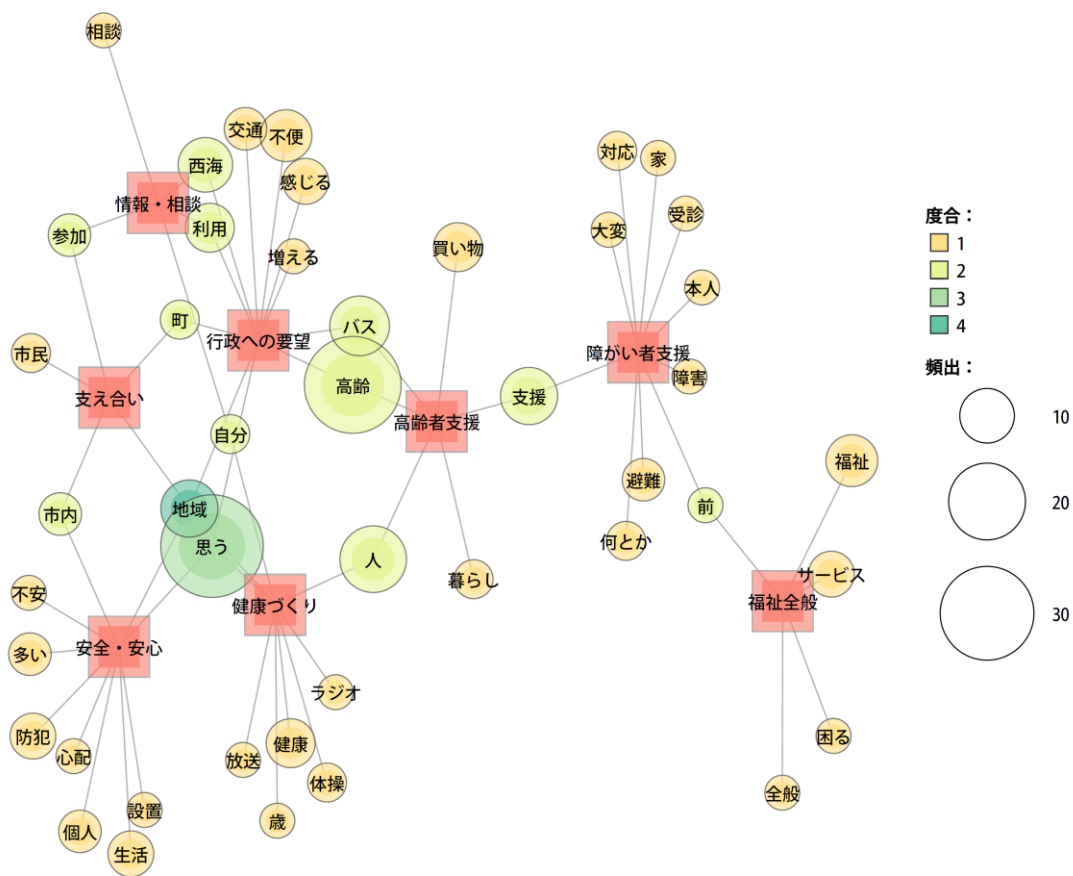 相談
交通
不便
西海
感じる
対応
家
情報・相談
利用
参加
受診
大変
買い物
増える
本人
町
バス
行政への要望
市民
障がい者支援
障害
高齢
支え合い
支援
高齢者支援
自分
福祉
避難
地域
市内
前
何とか
思う
人
サービス
暮らし
不安
健康づくり
福祉全般
安全・安心
多い
ラジオ
防犯
心配
放送
健康
困る
体操
全般
設置
歳
個人
生活
度合：
1
2
3
4
頻出：
10
20
30